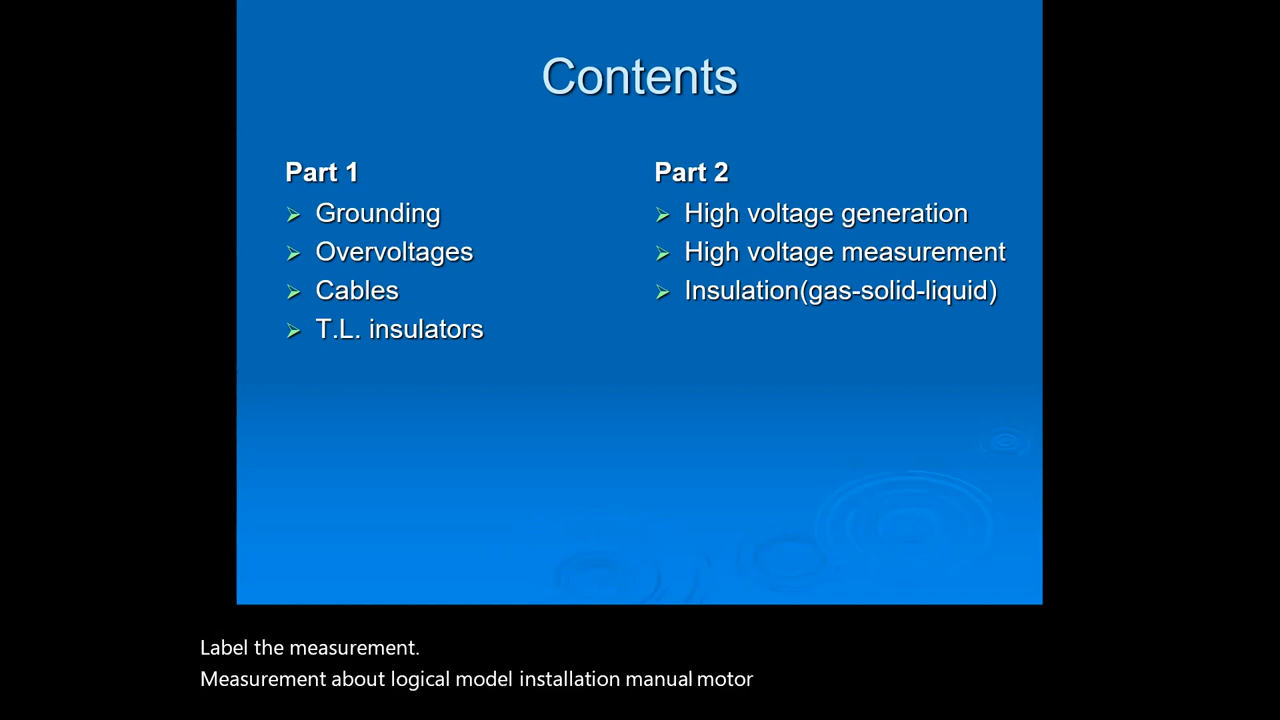 Contents
Part 1
Grounding
Overvoltages
Cables
T.L. insulators
Part 2
High voltage generation
High voltage measurement
Insulation(gas-solid-liquid)
Label the measurement.
Measurement about logical model installation manual motor